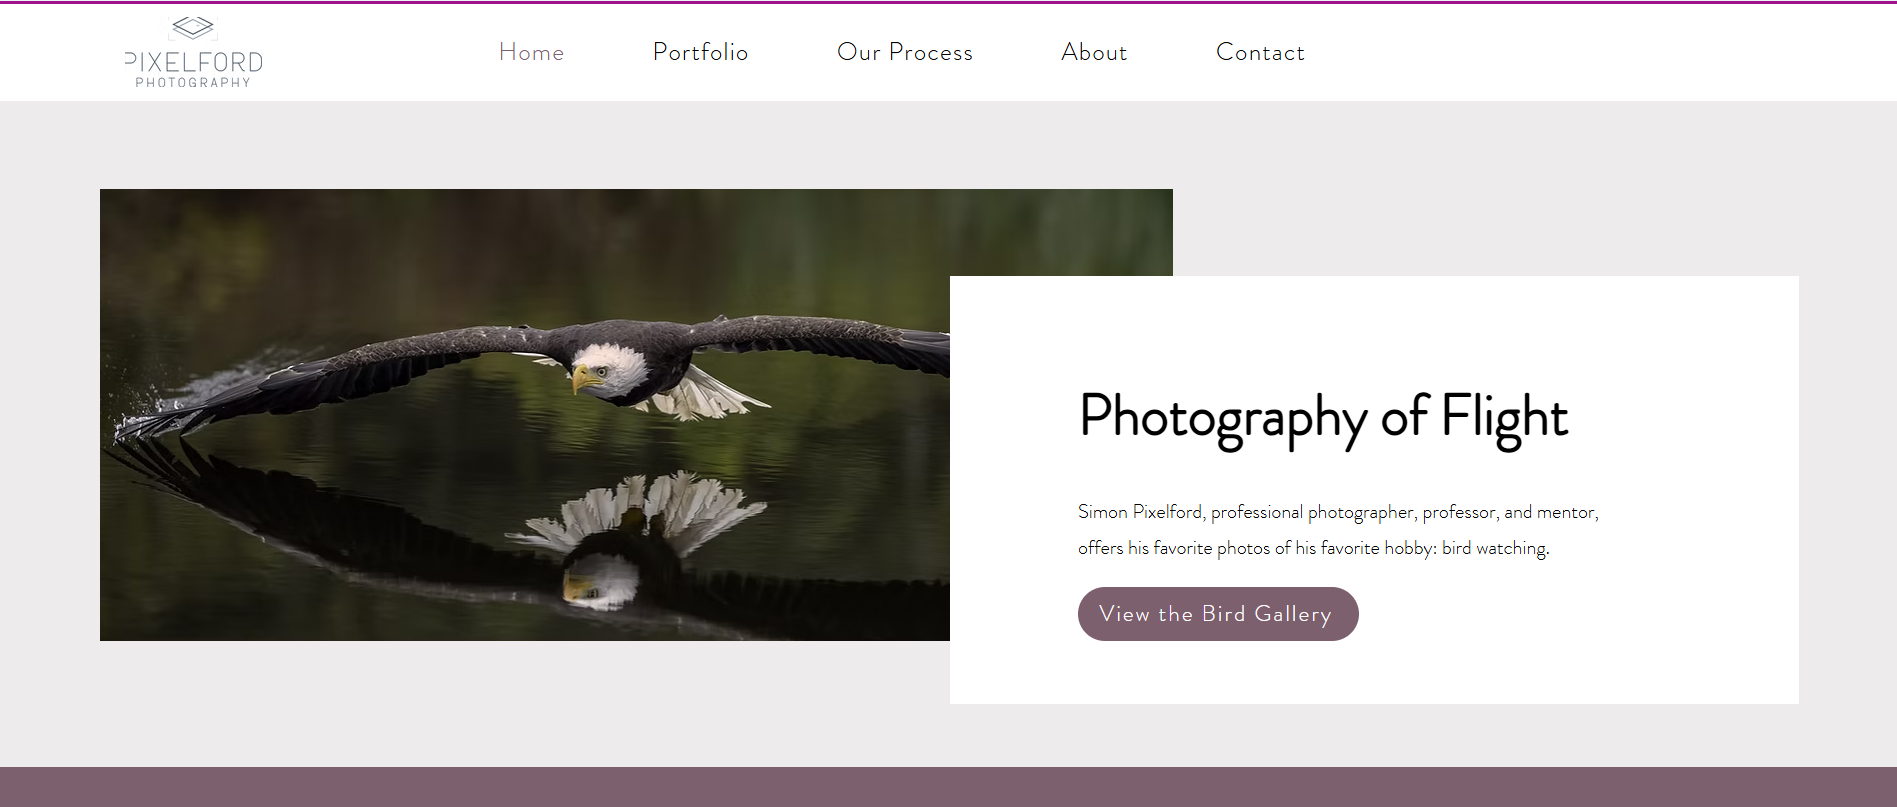 PIXELFORD
PHOTOGRAPHY
Home
Portfolio
Our Process
About
Contact
Photography of Flight
Simon Pixelford, professional photographer, professor, and mentor,
offers his favorite photos of his favorite hobby: bird watching.
View the Bird Gallery